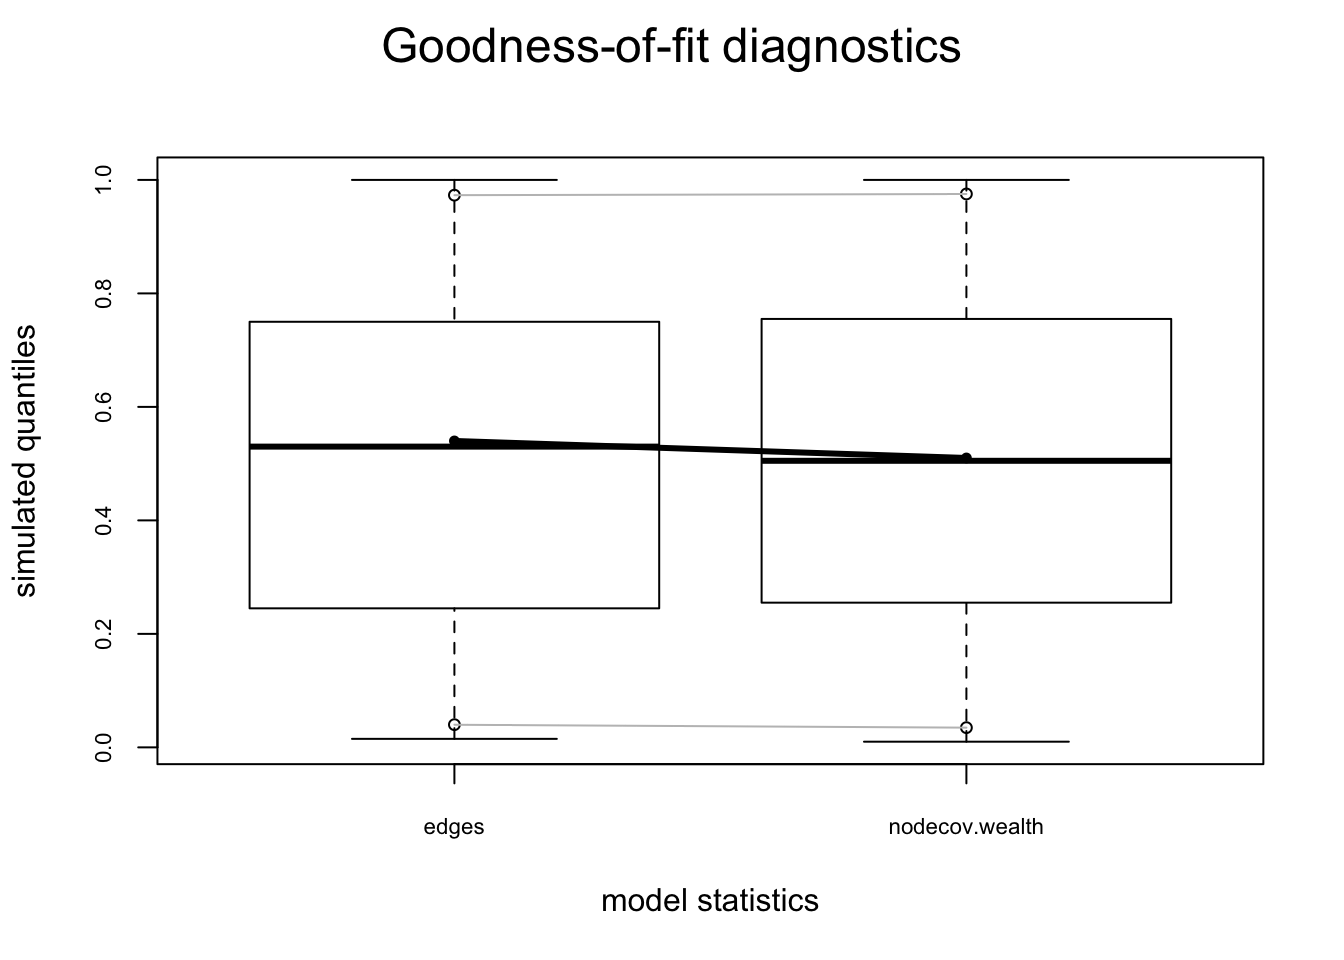 Goodness-of-fit diagnostics
simulated quantiles
1.0
0.8
0.6
0.4
0.2
0.0
edges nodecov.wealth
model statistics